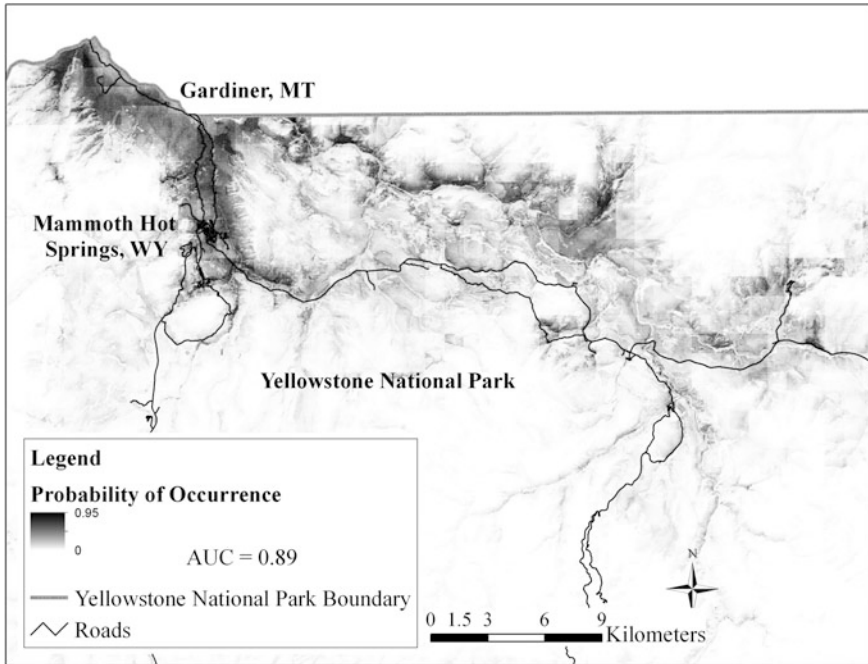 Gardiner, MT
Mammoth Hot
Springs, WY
Yellowstone National Park
Legend
Probability of Occurrence
0.95
0
AUC = 0.89
Yellowstone National Park Boundary
Roads
N
0 1.5 3 6 9
Kilometers